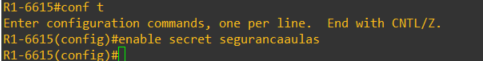 R1-6615#conf t
Enter configuration commands, one per line.  End with CNTL/Z.
R1-6615(config)#enable secret segurancaaulas
R1-6615(config)#